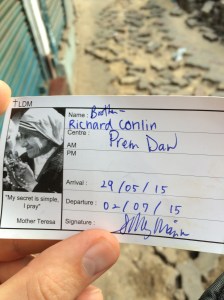 †LDM
Name : Brother
Richard Conlin
Centre :
AM Prem Dan
PM
Arrival : 29/05/15
Departure : 02/07/15
Signature :
"My secret is simple,
I pray"
Mother Teresa